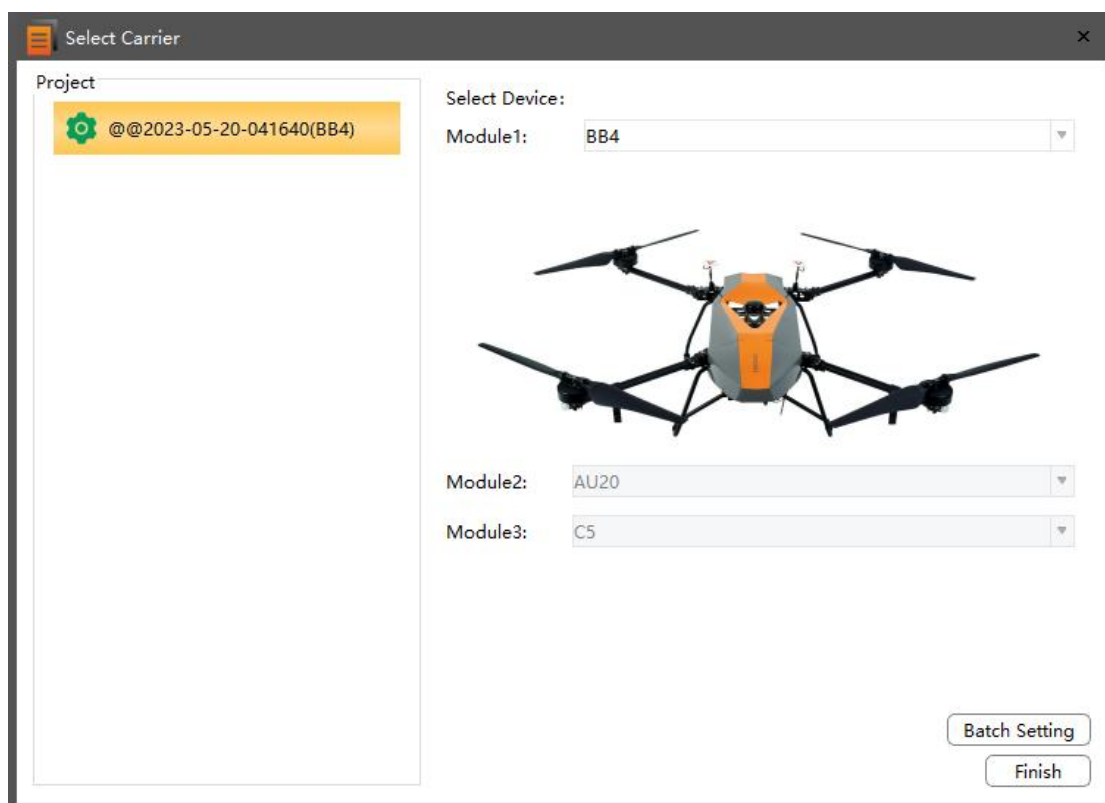 Select Carrier
Project
@@2023-05-20-041640(BB4)
Select Device:
Module1: BB4
Module2: AU20
Module3: C5
Batch Setting
Finish